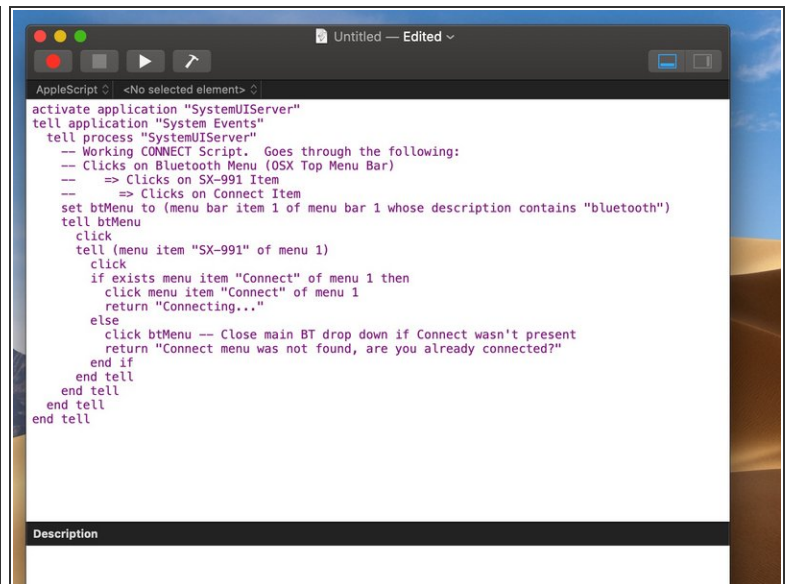 Untitled — Edited
AppleScript <No selected element>
activate application "SystemUIServer"
tell application "System Events"
  tell process "SystemUIServer"
    -- Working CONNECT Script.  Goes through the following:
    -- Clicks on Bluetooth Menu (OSX Top Menu Bar)
    --    => Clicks on SX-991 Item
    --      => Clicks on Connect Item
    set btMenu to (menu bar item 1 of menu bar 1 whose description contains "bluetooth")
    tell btMenu
      click
      tell (menu item "SX-991" of menu 1)
        click
        if exists menu item "Connect" of menu 1 then
          click menu item "Connect" of menu 1
          return "Connecting..."
        else
          click btMenu -- Close main BT drop down if Connect wasn't present
          return "Connect menu was not found, are you already connected?"
        end if
      end tell
    end tell
  end tell
end tell
Description